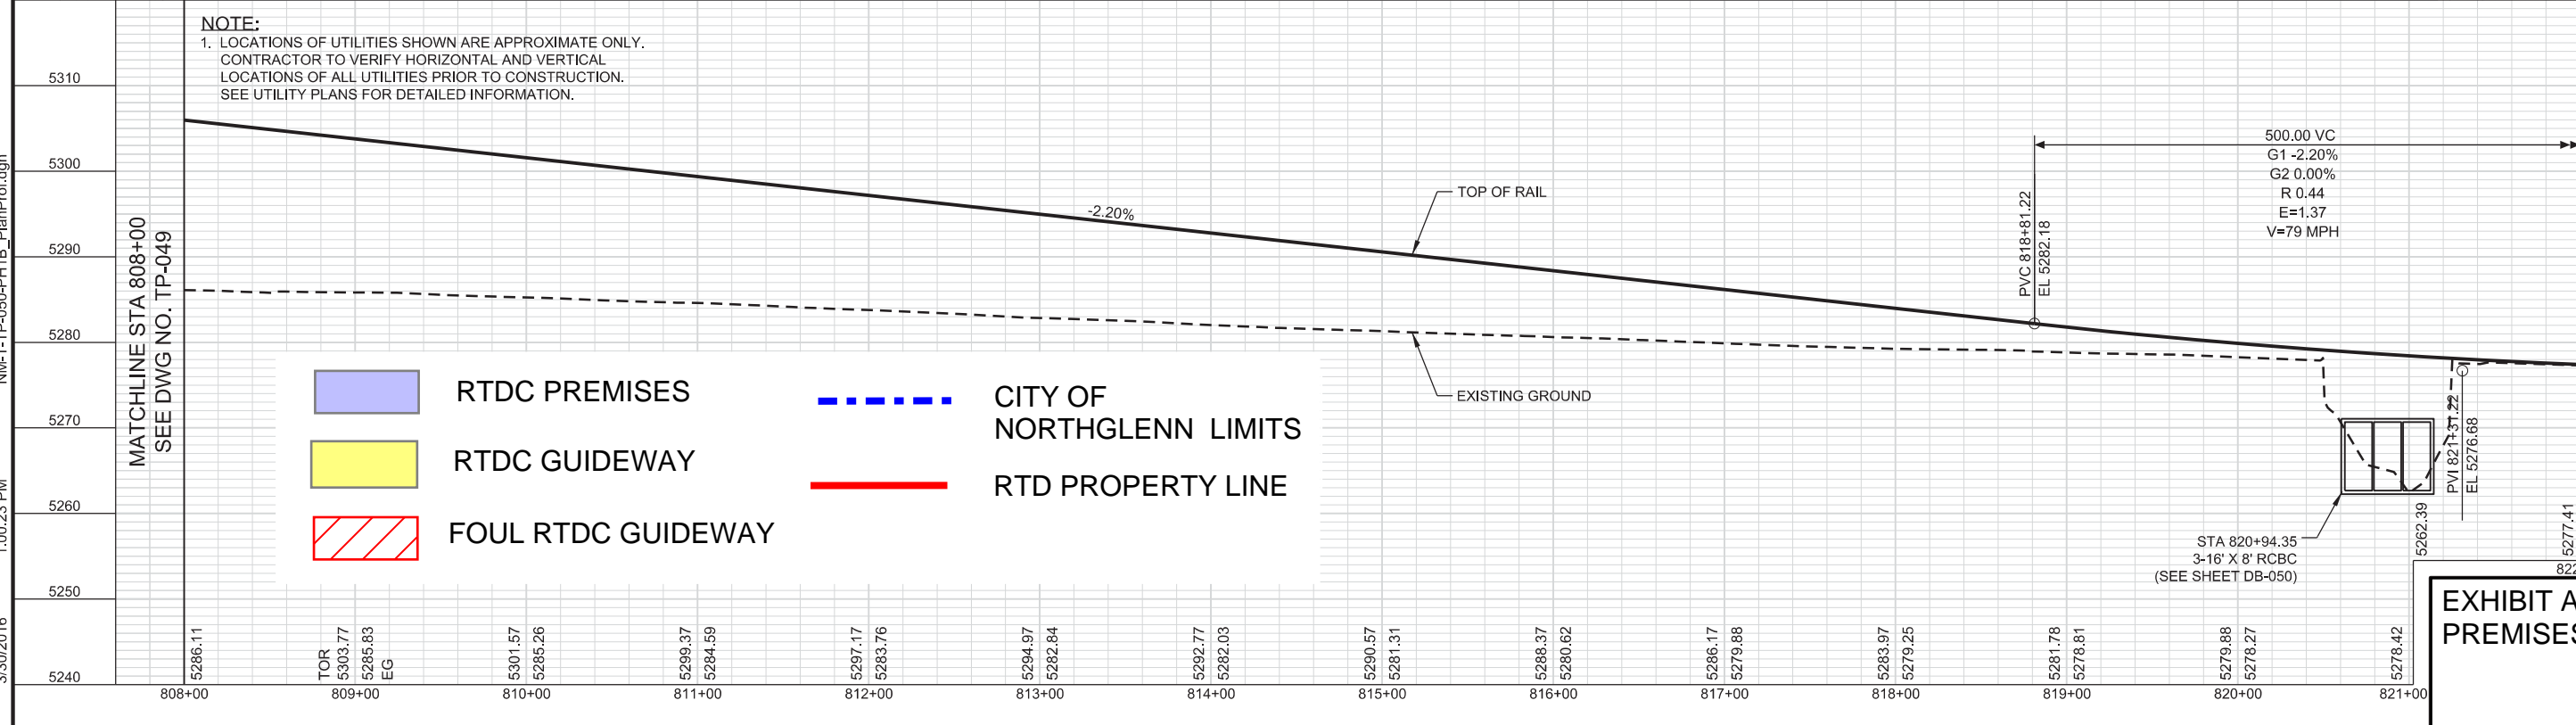 NOTE:
1. LOCATIONS OF UTILITIES SHOWN ARE APPROXIMATE ONLY.
CONTRACTOR TO VERIFY HORIZONTAL AND VERTICAL
LOCATIONS OF ALL UTILITIES PRIOR TO CONSTRUCTION.
SEE UTILITY PLANS FOR DETAILED INFORMATION.
5310
5300
5290
5280
5270
5260
5250
5240
MATCHLINE STA 808+00
SEE DWG NO. TP-049
-2.20%
TOP OF RAIL
EXISTING GROUND
PVC 818+81.22
EL 5282.18
500.00 VC
G1 -2.20%
G2 0.00%
R 0.44
E=1.37
V=79 MPH
RTDC PREMISES
RTDC GUIDEWAY
FOUL RTDC GUIDEWAY
CITY OF
NORTHGLENN LIMITS
RTD PROPERTY LINE
PVI 821+31.22
EL 5276.68
STA 820+94.35
3-16' X 8' RCBC
(SEE SHEET DB-050)
5286.11
TOR
5303.77
5285.83
EG
5301.57
5285.26
5299.37
5284.59
5297.17
5283.76
5294.97
5282.84
5292.77
5282.03
5290.57
5281.31
5288.37
5280.62
5286.17
5279.88
5283.97
5279.25
5281.78
5278.81
5279.88
5278.27
5278.42
5262.39
5277.41
808+00
809+00
810+00
811+00
812+00
813+00
814+00
815+00
816+00
817+00
818+00
819+00
820+00
821+00
822
EXHIBIT A
PREMISES
3/30/2016
1:00:23 PM